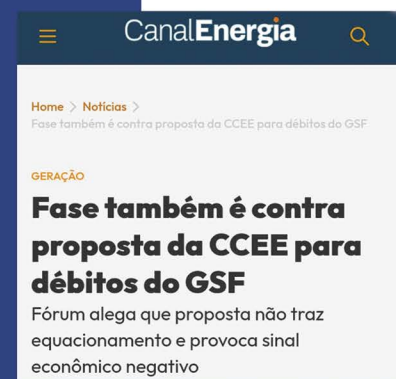 CanalEnergia
Home > Notícias >
Fase também é contra proposta da CCEE para débitos do GSF
GERAÇÃO
Fase também é contra
proposta da CCEE para
débitos do GSF
Fórum alega que proposta não traz
equacionamento e provoca sinal
econômico negativo